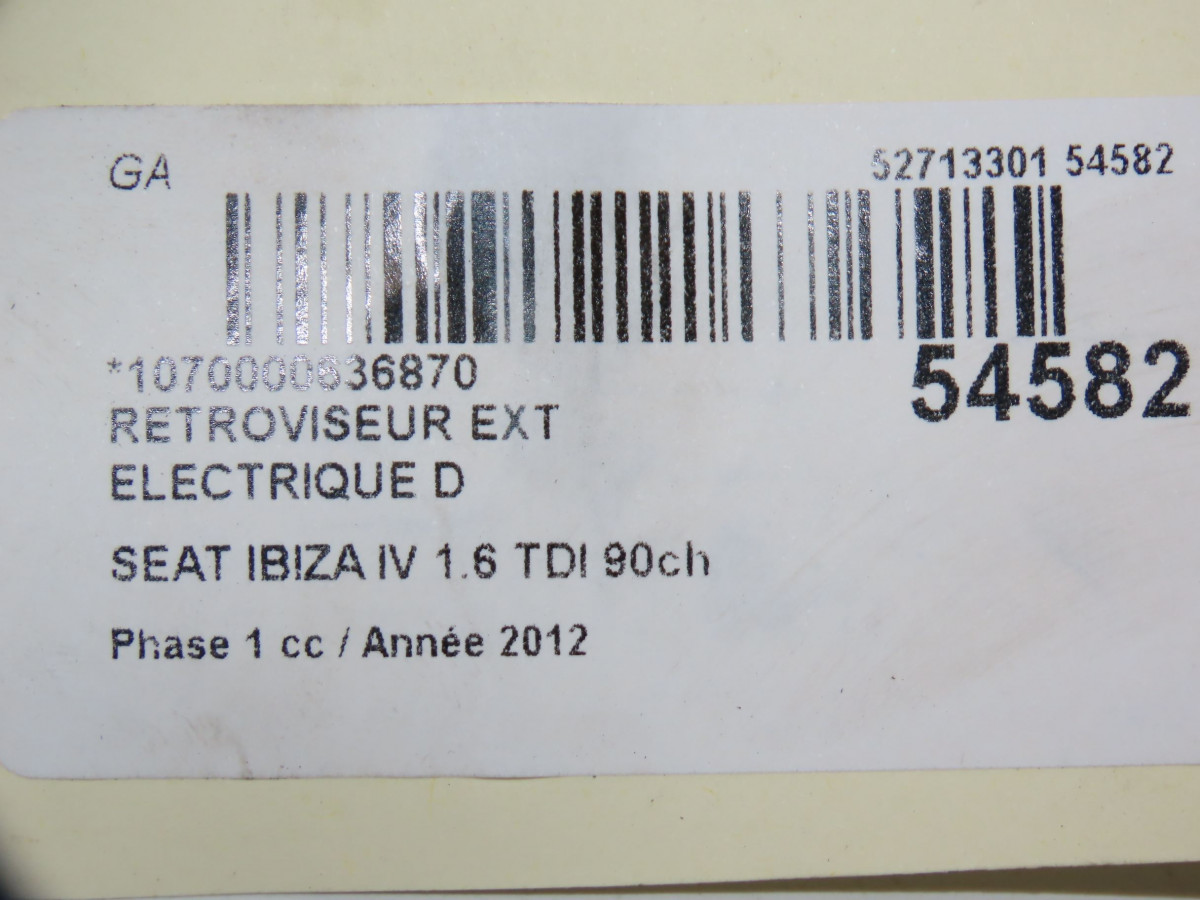 GA
52713301 54582
*1070000636870
54582
RETROVISEUR EXT
ELECTRIQUE D
SEAT IBIZA IV 1.6 TDI 90ch
Phase 1 cc / Année 2012